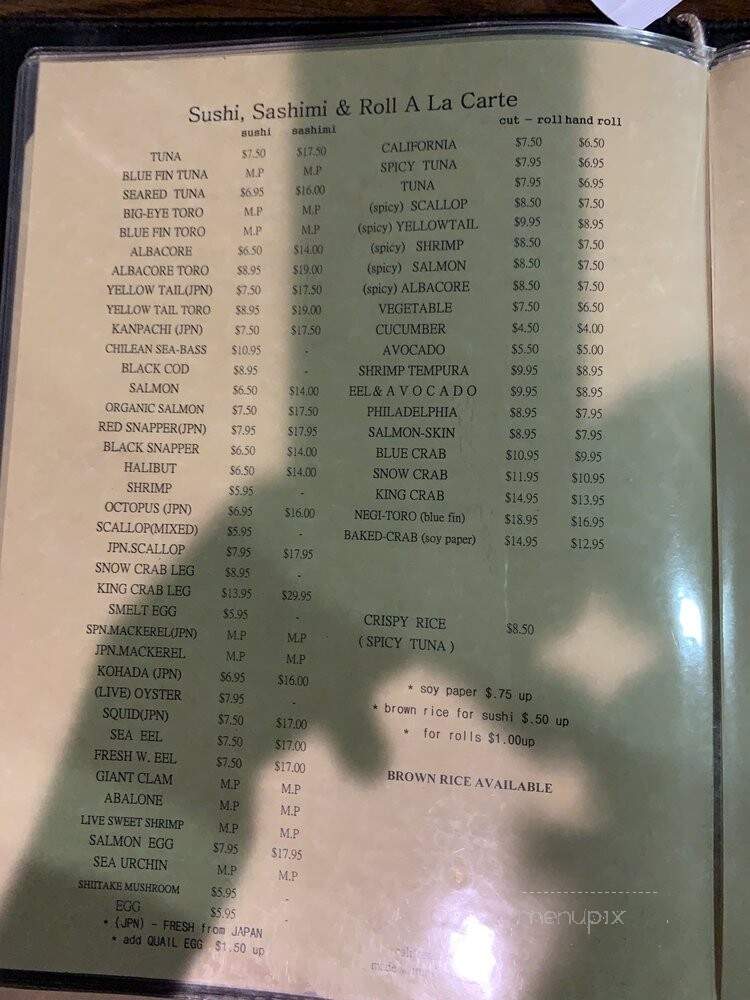 Sushi, Sashimi & Roll A La Carte
sushi sashimi
TUNA $7.50 $17.50
BLUE FIN TUNA M.P M.P
SEARED TUNA $6.95 $16.00
BIG-EYE TORO M.P M.P
BLUE FIN TORO M.P M.P
ALBACORE $6.50 $14.00
ALBACORE TORO $8.95 $19.00
YELLOW TAIL(JPN) $7.50 $17.50
YELLOW TAIL TORO $8.95 $19.00
KANPACHI (JPN) $7.50 $17.50
CHILEAN SEA-BASS $10.95 -
BLACK COD $8.95 -
SALMON $6.50 $14.00
ORGANIC SALMON $7.50 $17.50
RED SNAPPER(JPN) $7.95 $17.95
BLACK SNAPPER $6.50 $14.00
HALIBUT $6.50 $14.00
SHRIMP $5.95 -
OCTOPUS (JPN) $6.95 $16.00
SCALLOP(MIXED) $5.95 -
JPN.SCALLOP $7.95 $17.95
SNOW CRAB LEG $8.95 -
KING CRAB LEG $13.95 $29.95
SMELT EGG $5.95 -
SPN.MACKEREL(JPN) M.P M.P
JPN.MACKEREL M.P M.P
KOHADA (JPN) $6.95 $16.00
(LIVE) OYSTER $7.95 -
SQUID(JPN) $7.50 $17.00
SEA EEL $7.50 $17.00
FRESH W. EEL $7.50 $17.00
GIANT CLAM M.P M.P
ABALONE M.P M.P
LIVE SWEET SHRIMP M.P M.P
SALMON EGG $7.95 $17.95
SEA URCHIN M.P M.P
SHIITAKE MUSHROOM $5.95 -
EGG $5.95 -
* (JPN) - FRESH from JAPAN
* add QUAIL EGG $1.50 up
cut - roll hand roll
CALIFORNIA $7.50 $6.50
SPICY TUNA $7.95 $6.95
TUNA $7.95 $6.95
(spicy) SCALLOP $8.50 $7.50
(spicy) YELLOWTAIL $9.95 $8.95
(spicy) SHRIMP $8.50 $7.50
(spicy) SALMON $8.50 $7.50
(spicy) ALBACORE $8.50 $7.50
VEGETABLE $7.50 $6.50
CUCUMBER $4.50 $4.00
AVOCADO $5.50 $5.00
SHRIMP TEMPURA $9.95 $8.95
EEL & A V O C A D O $9.95 $8.95
PHILADELPHIA $8.95 $7.95
SALMON-SKIN $8.95 $7.95
BLUE CRAB $10.95 $9.95
SNOW CRAB $11.95 $10.95
KING CRAB $14.95 $13.95
NEGI-TORO (blue fin) $18.95 $16.95
BAKED-CRAB (soy paper) $14.95 $12.95
CRISPY RICE $8.50
( SPICY TUNA )
* soy paper $.75 up
* brown rice for sushi $.50 up
* for rolls $1.00up
BROWN RICE AVAILABLE
menupix